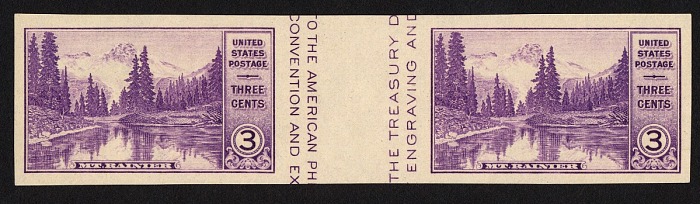 UNITED
STATES
POSTAGE
THREE
CENTS
3
MT. RAINIER
TO THE AMERICAN PH
CONVENTION AND EX
THE TREASURY D
ENGRAVING AND
UNITED
STATES
POSTAGE
THREE
CENTS
3
MT. RAINIER